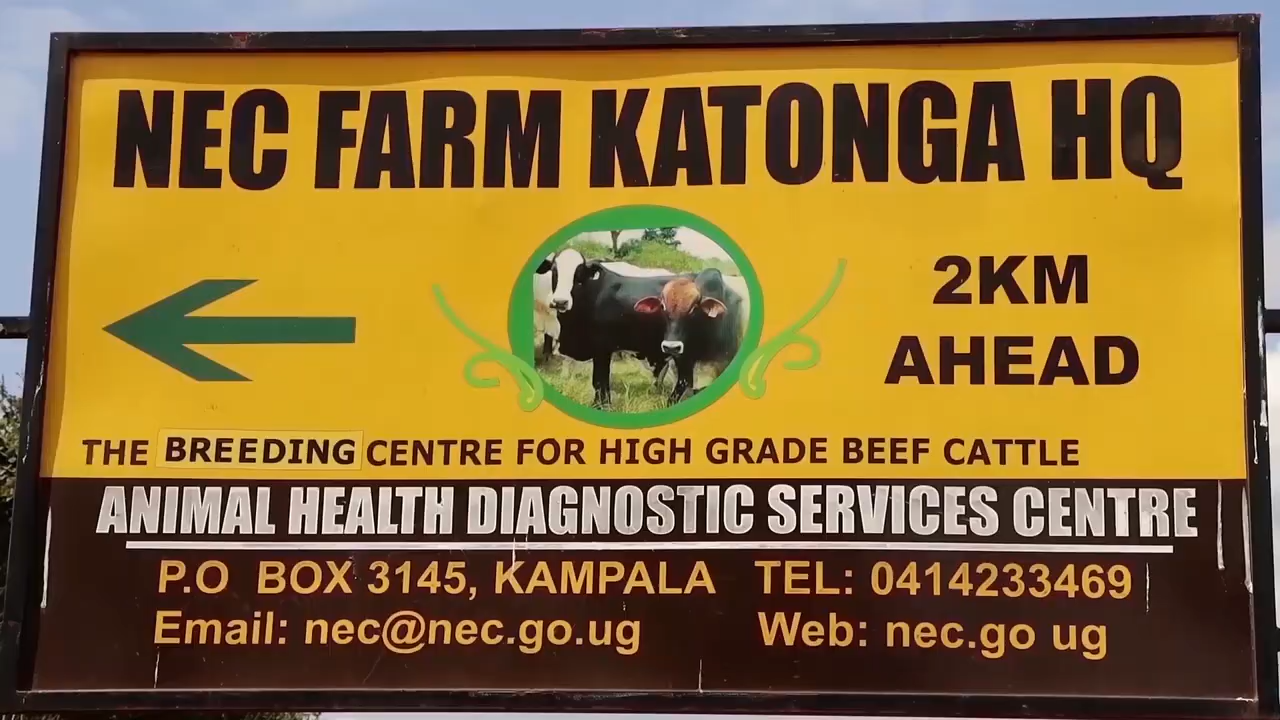 NEC FARM KATONGA HQ
2KM
AHEAD
THE BREEDING CENTRE FOR HIGH GRADE BEEF CATTLE
ANIMAL HEALTH DIAGNOSTIC SERVICES CENTRE
P.O BOX 3145, KAMPALA TEL: 0414233469
Email: nec@nec.go.ug Web: nec.go ug